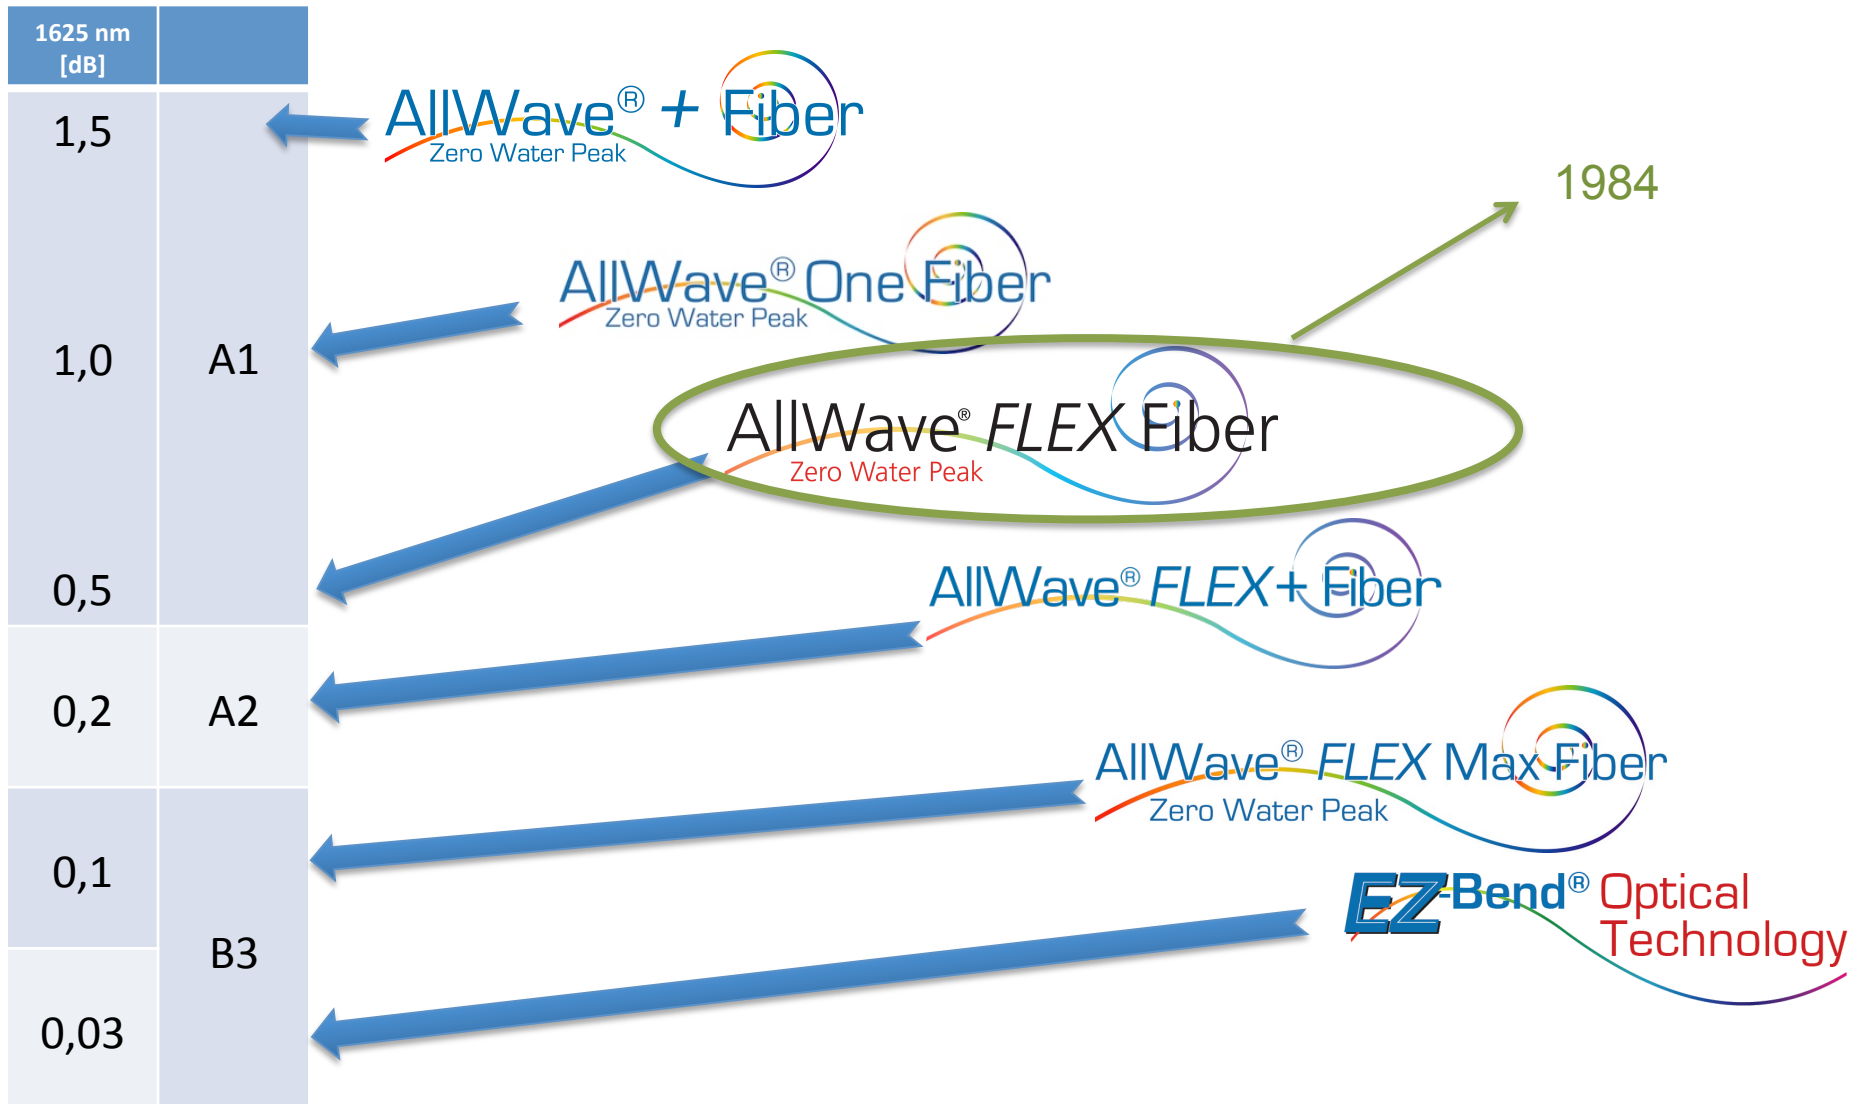 1625 nm
[dB]
1,5
AllWave® + Fiber
Zero Water Peak
1984
AllWave® One Fiber
Zero Water Peak
1,0
A1
AllWave® FLEX Fiber
Zero Water Peak
0,5
AllWave® FLEX+ Fiber
0,2
A2
AllWave® FLEX Max Fiber
Zero Water Peak
0,1
EZ-Bend® Optical
Technology
B3
0,03